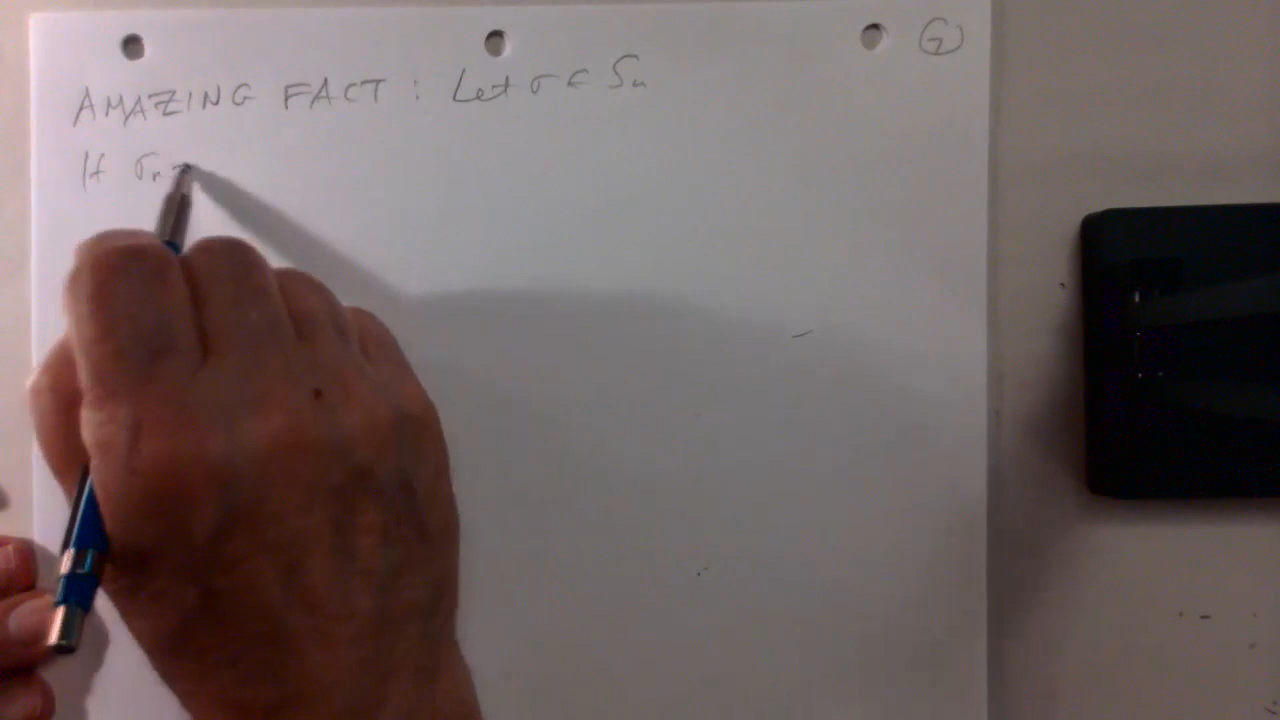 AMAZING FACT : Let σ ∈ Sn
If σ =